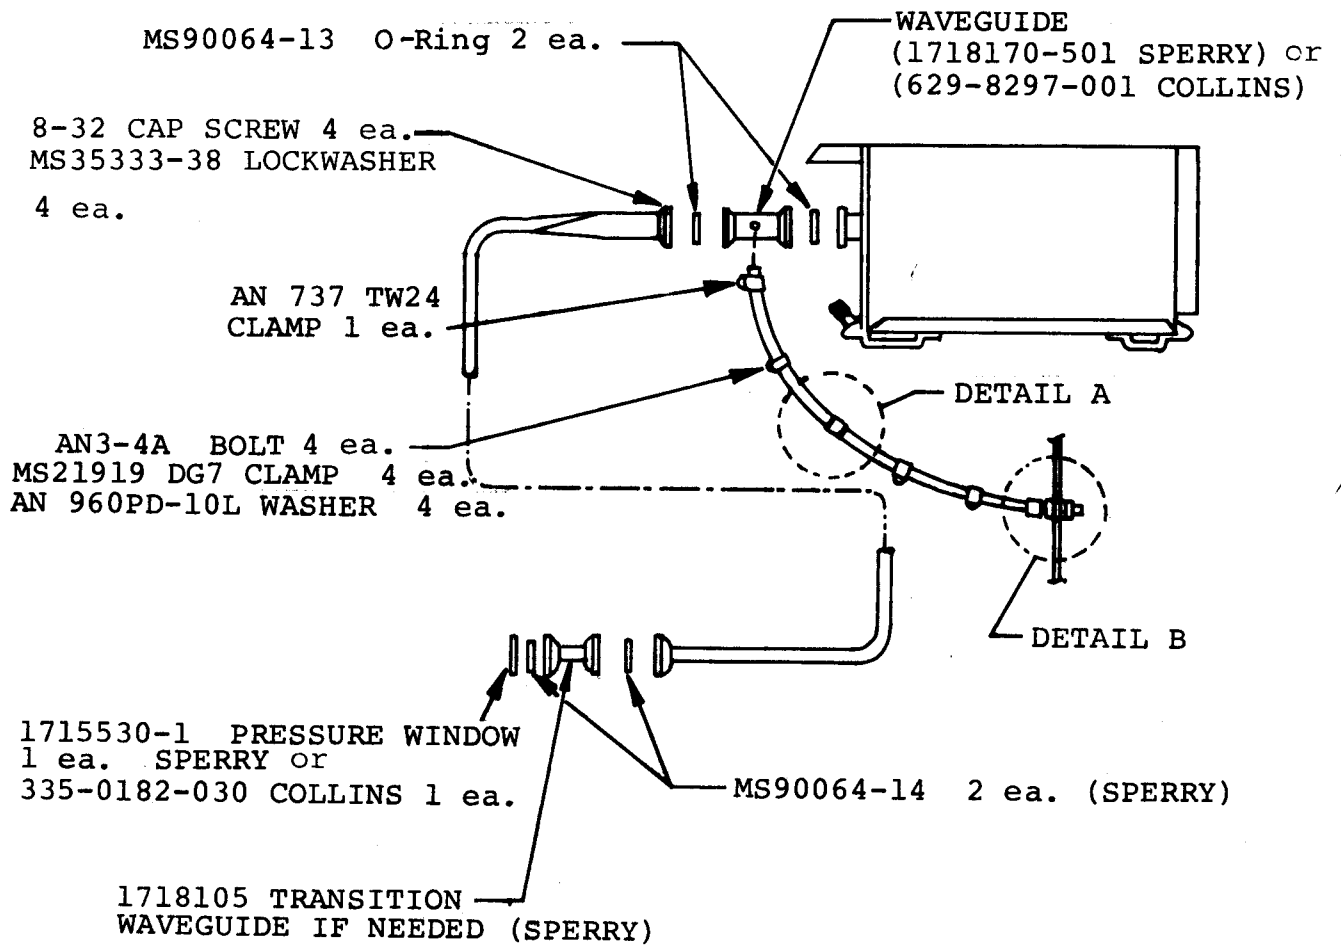 MS90064-13 O-Ring 2 ea.
WAVEGUIDE
(1718170-501 SPERRY) or
(629-8297-001 COLLINS)
8-32 CAP SCREW 4 ea.
MS35333-38 LOCKWASHER
4 ea.
AN 737 TW24
CLAMP 1 ea.
DETAIL A
AN3-4A BOLT 4 ea.
MS21919 DG7 CLAMP 4 ea.
AN 960PD-10L WASHER 4 ea.
DETAIL B
1715530-1 PRESSURE WINDOW
1 ea. SPERRY or
335-0182-030 COLLINS 1 ea.
MS90064-14 2 ea. (SPERRY)
1718105 TRANSITION
WAVEGUIDE IF NEEDED (SPERRY)